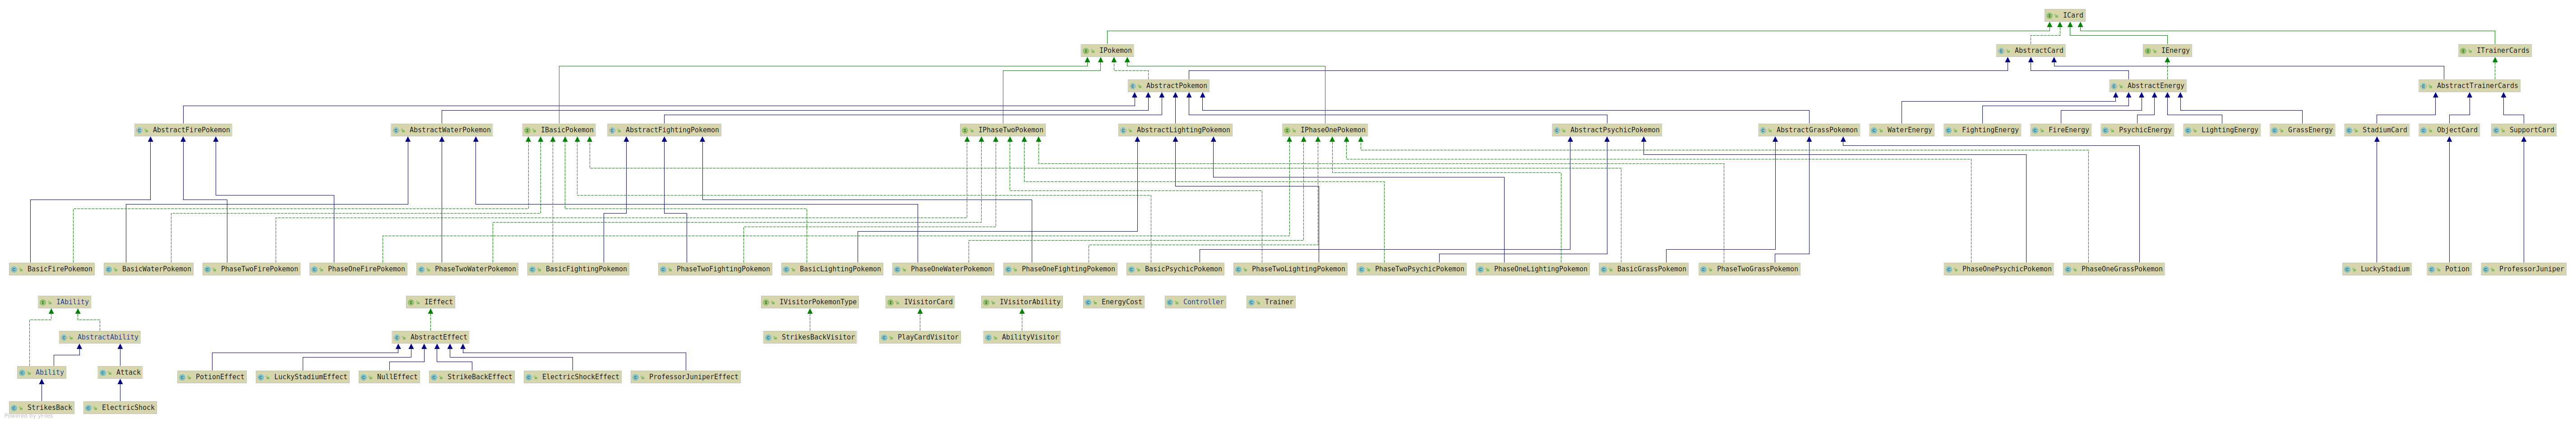 ICard
IPokemon
AbstractCard
IEnergy
ITrainerCards
AbstractPokemon
AbstractEnergy
AbstractTrainerCards
AbstractFirePokemon
AbstractWaterPokemon
IBasicPokemon
AbstractFightingPokemon
IPhaseTwoPokemon
AbstractLightingPokemon
IPhaseOnePokemon
AbstractPsychicPokemon
AbstractGrassPokemon
WaterEnergy
FightingEnergy
FireEnergy
PsychicEnergy
LightingEnergy
GrassEnergy
StadiumCard
ObjectCard
SupportCard
BasicFirePokemon
BasicWaterPokemon
PhaseTwoFirePokemon
PhaseOneFirePokemon
PhaseTwoWaterPokemon
BasicFightingPokemon
PhaseTwoFightingPokemon
BasicLightingPokemon
PhaseOneWaterPokemon
PhaseOneFightingPokemon
BasicPsychicPokemon
PhaseTwoLightingPokemon
PhaseTwoPsychicPokemon
PhaseOneLightingPokemon
BasicGrassPokemon
PhaseTwoGrassPokemon
PhaseOnePsychicPokemon
PhaseOneGrassPokemon
LuckyStadium
Potion
ProfessorJuniper
IAbility
IEffect
IVisitorPokemonType
IVisitorCard
IVisitorAbility
EnergyCost
Controller
Trainer
AbstractAbility
AbstractEffect
StrikesBackVisitor
PlayCardVisitor
AbilityVisitor
Ability
Attack
PotionEffect
LuckyStadiumEffect
NullEffect
StrikeBackEffect
ElectricShockEffect
ProfessorJuniperEffect
StrikesBack
ElectricShock
Powered by yFiles